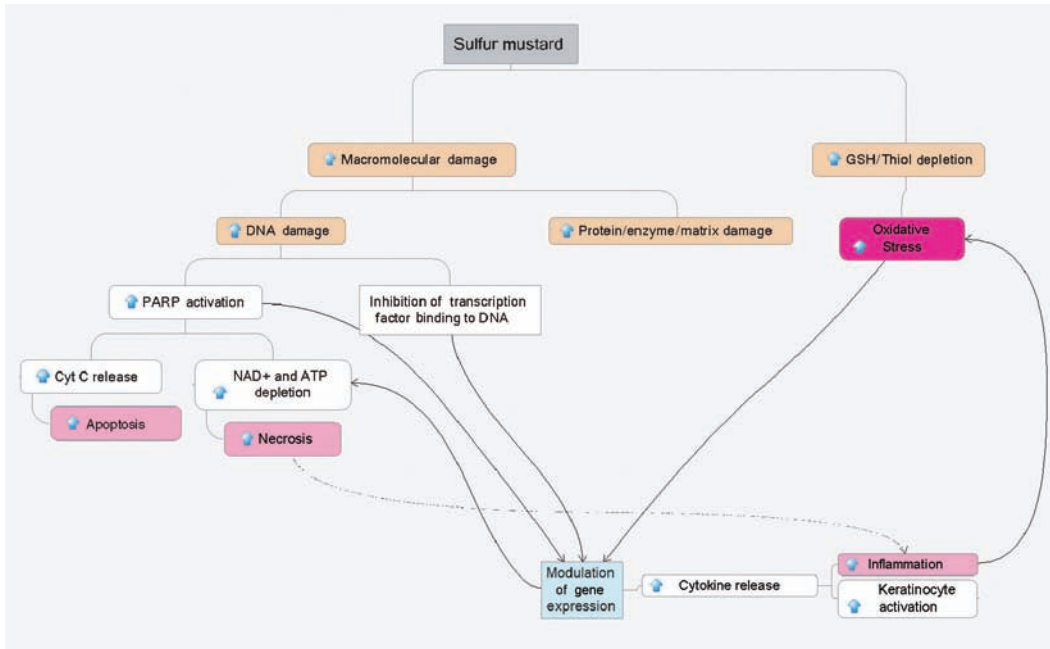 Sulfur mustard
Macromolecular damage
GSH/Thiol depletion
DNA damage
Protein/enzyme/matrix damage
Oxidative
Stress
PARP activation
Inhibition of transcription
factor binding to DNA
Cyt C release
NAD+ and ATP
depletion
Apoptosis
Necrosis
Modulation
of gene
expression
Cytokine release
Inflammation
Keratinocyte
activation